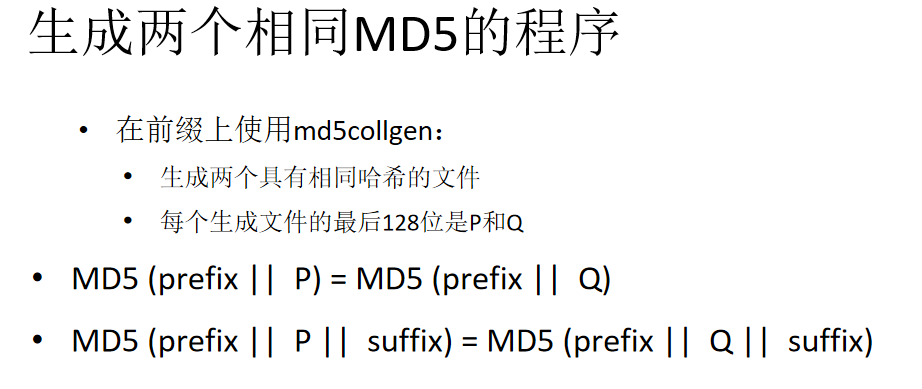 生成两个相同MD5的程序
• 在前缀上使用md5collgen：
• 生成两个具有相同哈希的文件
• 每个生成文件的最后128位是P和Q
• MD5 (prefix || P) = MD5 (prefix || Q)
• MD5 (prefix || P || suffix) = MD5 (prefix || Q || suffix)